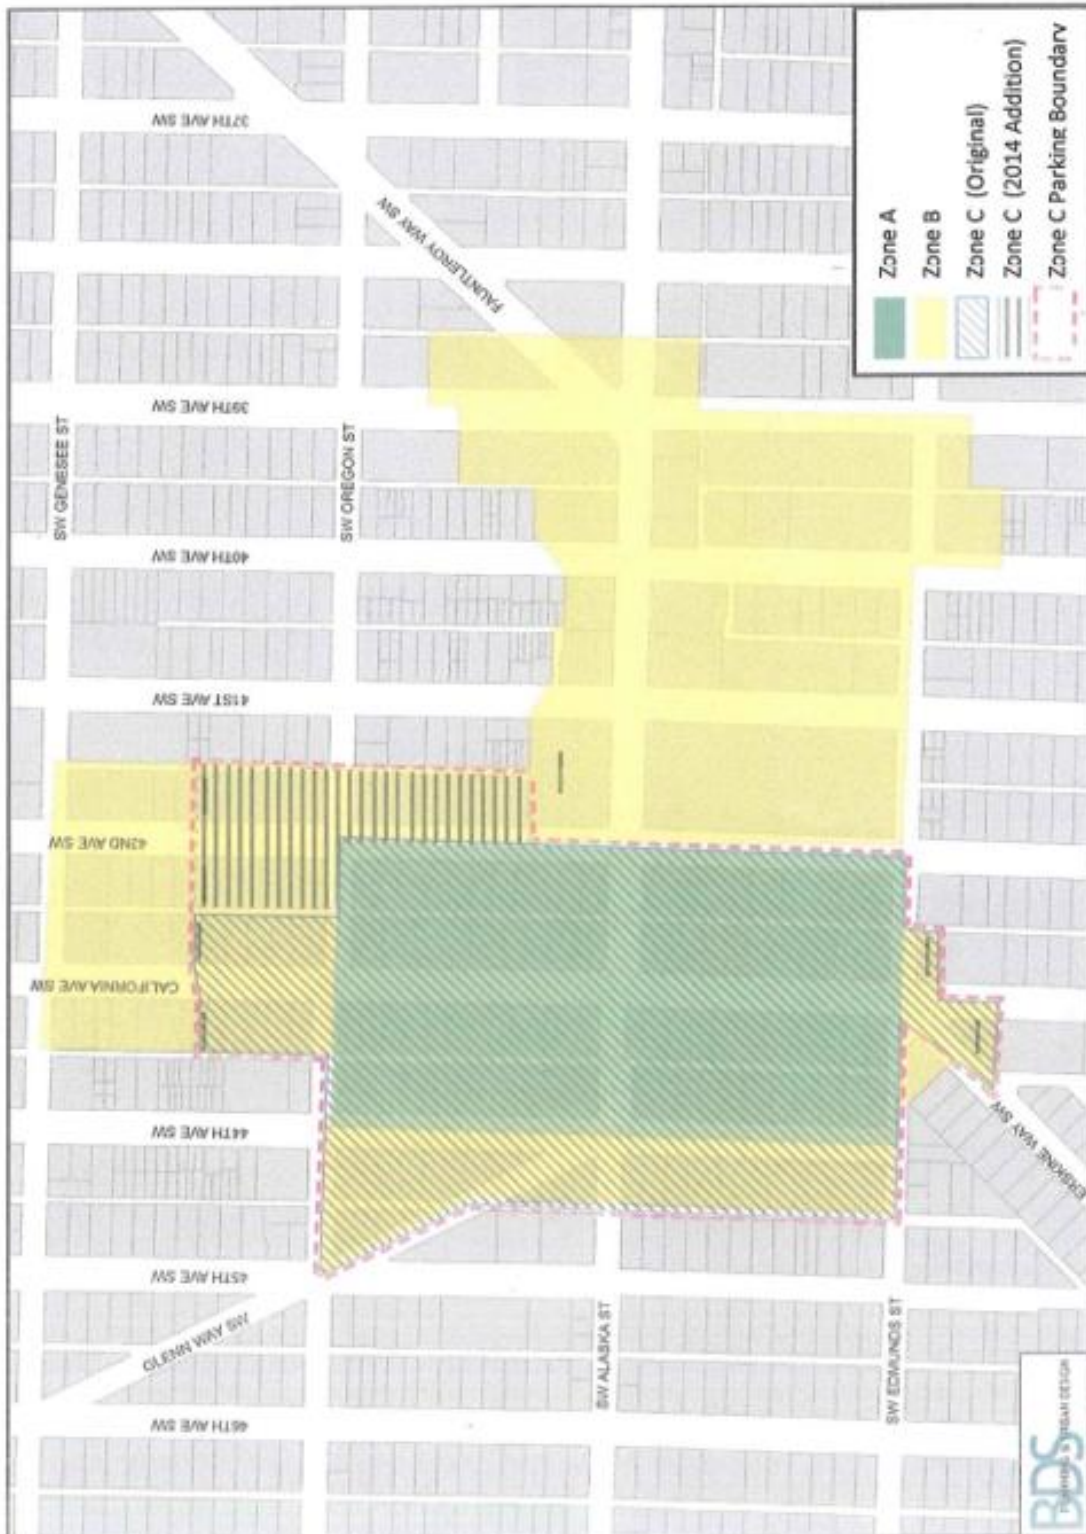 37TH AVE SW
FAUNTLEROY WAY SW
39TH AVE SW
SW GENESEE ST
SW OREGON ST
40TH AVE SW
41ST AVE SW
42ND AVE SW
CALIFORNIA AVE SW
44TH AVE SW
45TH AVE SW
GLENN WAY SW
46TH AVE SW
SW ALASKA ST
SW EDMUNDS ST
ERSKINE WAY SW
Zone A
Zone B
Zone C (Original)
Zone C (2014 Addition)
Zone C Parking Boundary
BDS
PLANNING & URBAN DESIGN